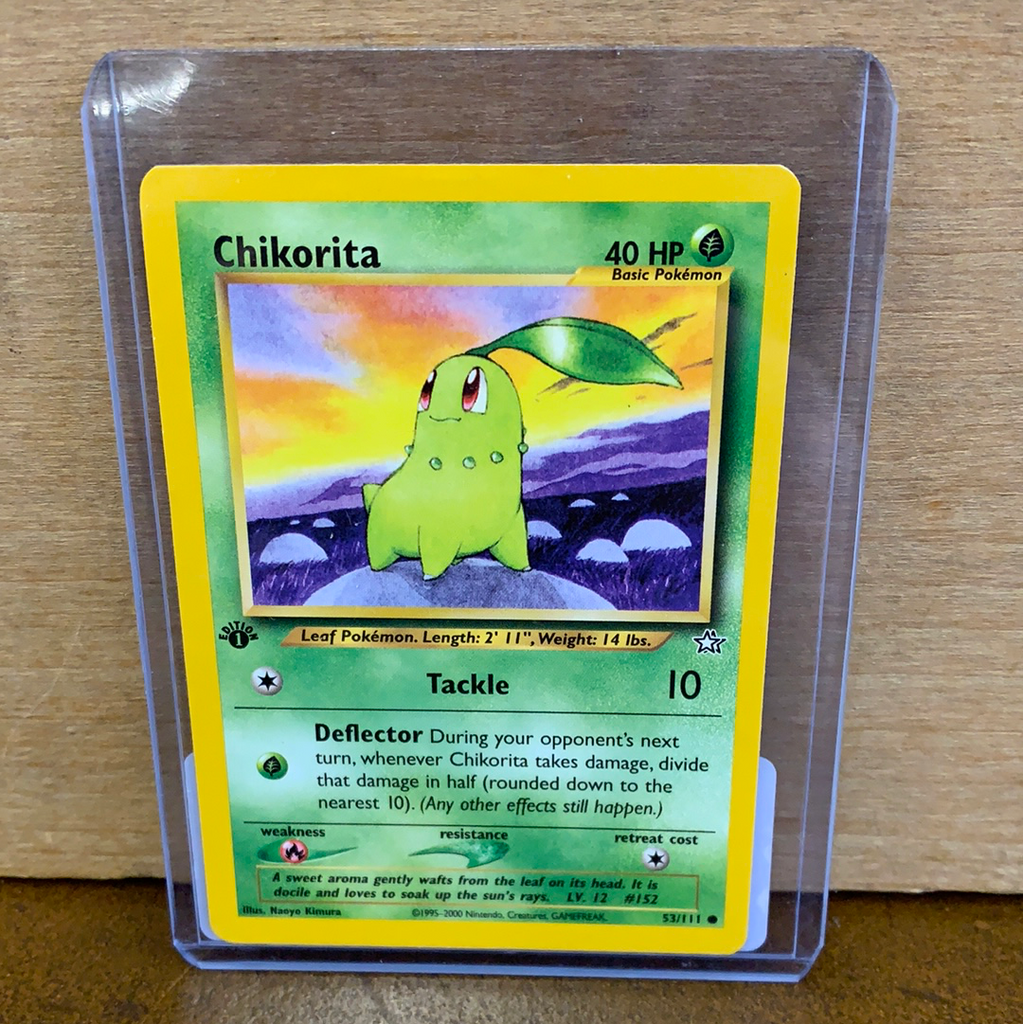 Chikorita
40 HP
Basic Pokémon
EDITION
1
Leaf Pokémon. Length: 2' 11", Weight: 14 lbs.
Tackle 10
Deflector During your opponent's next
turn, whenever Chikorita takes damage, divide
that damage in half (rounded down to the
nearest 10). (Any other effects still happen.)
weakness resistance retreat cost
A sweet aroma gently wafts from the leaf on its head. It is
docile and loves to soak up the sun's rays. LV. 12 #152
Illus. Naoyo Kimura ©1995-2000 Nintendo, Creatures, GAMEFREAK. 53/111